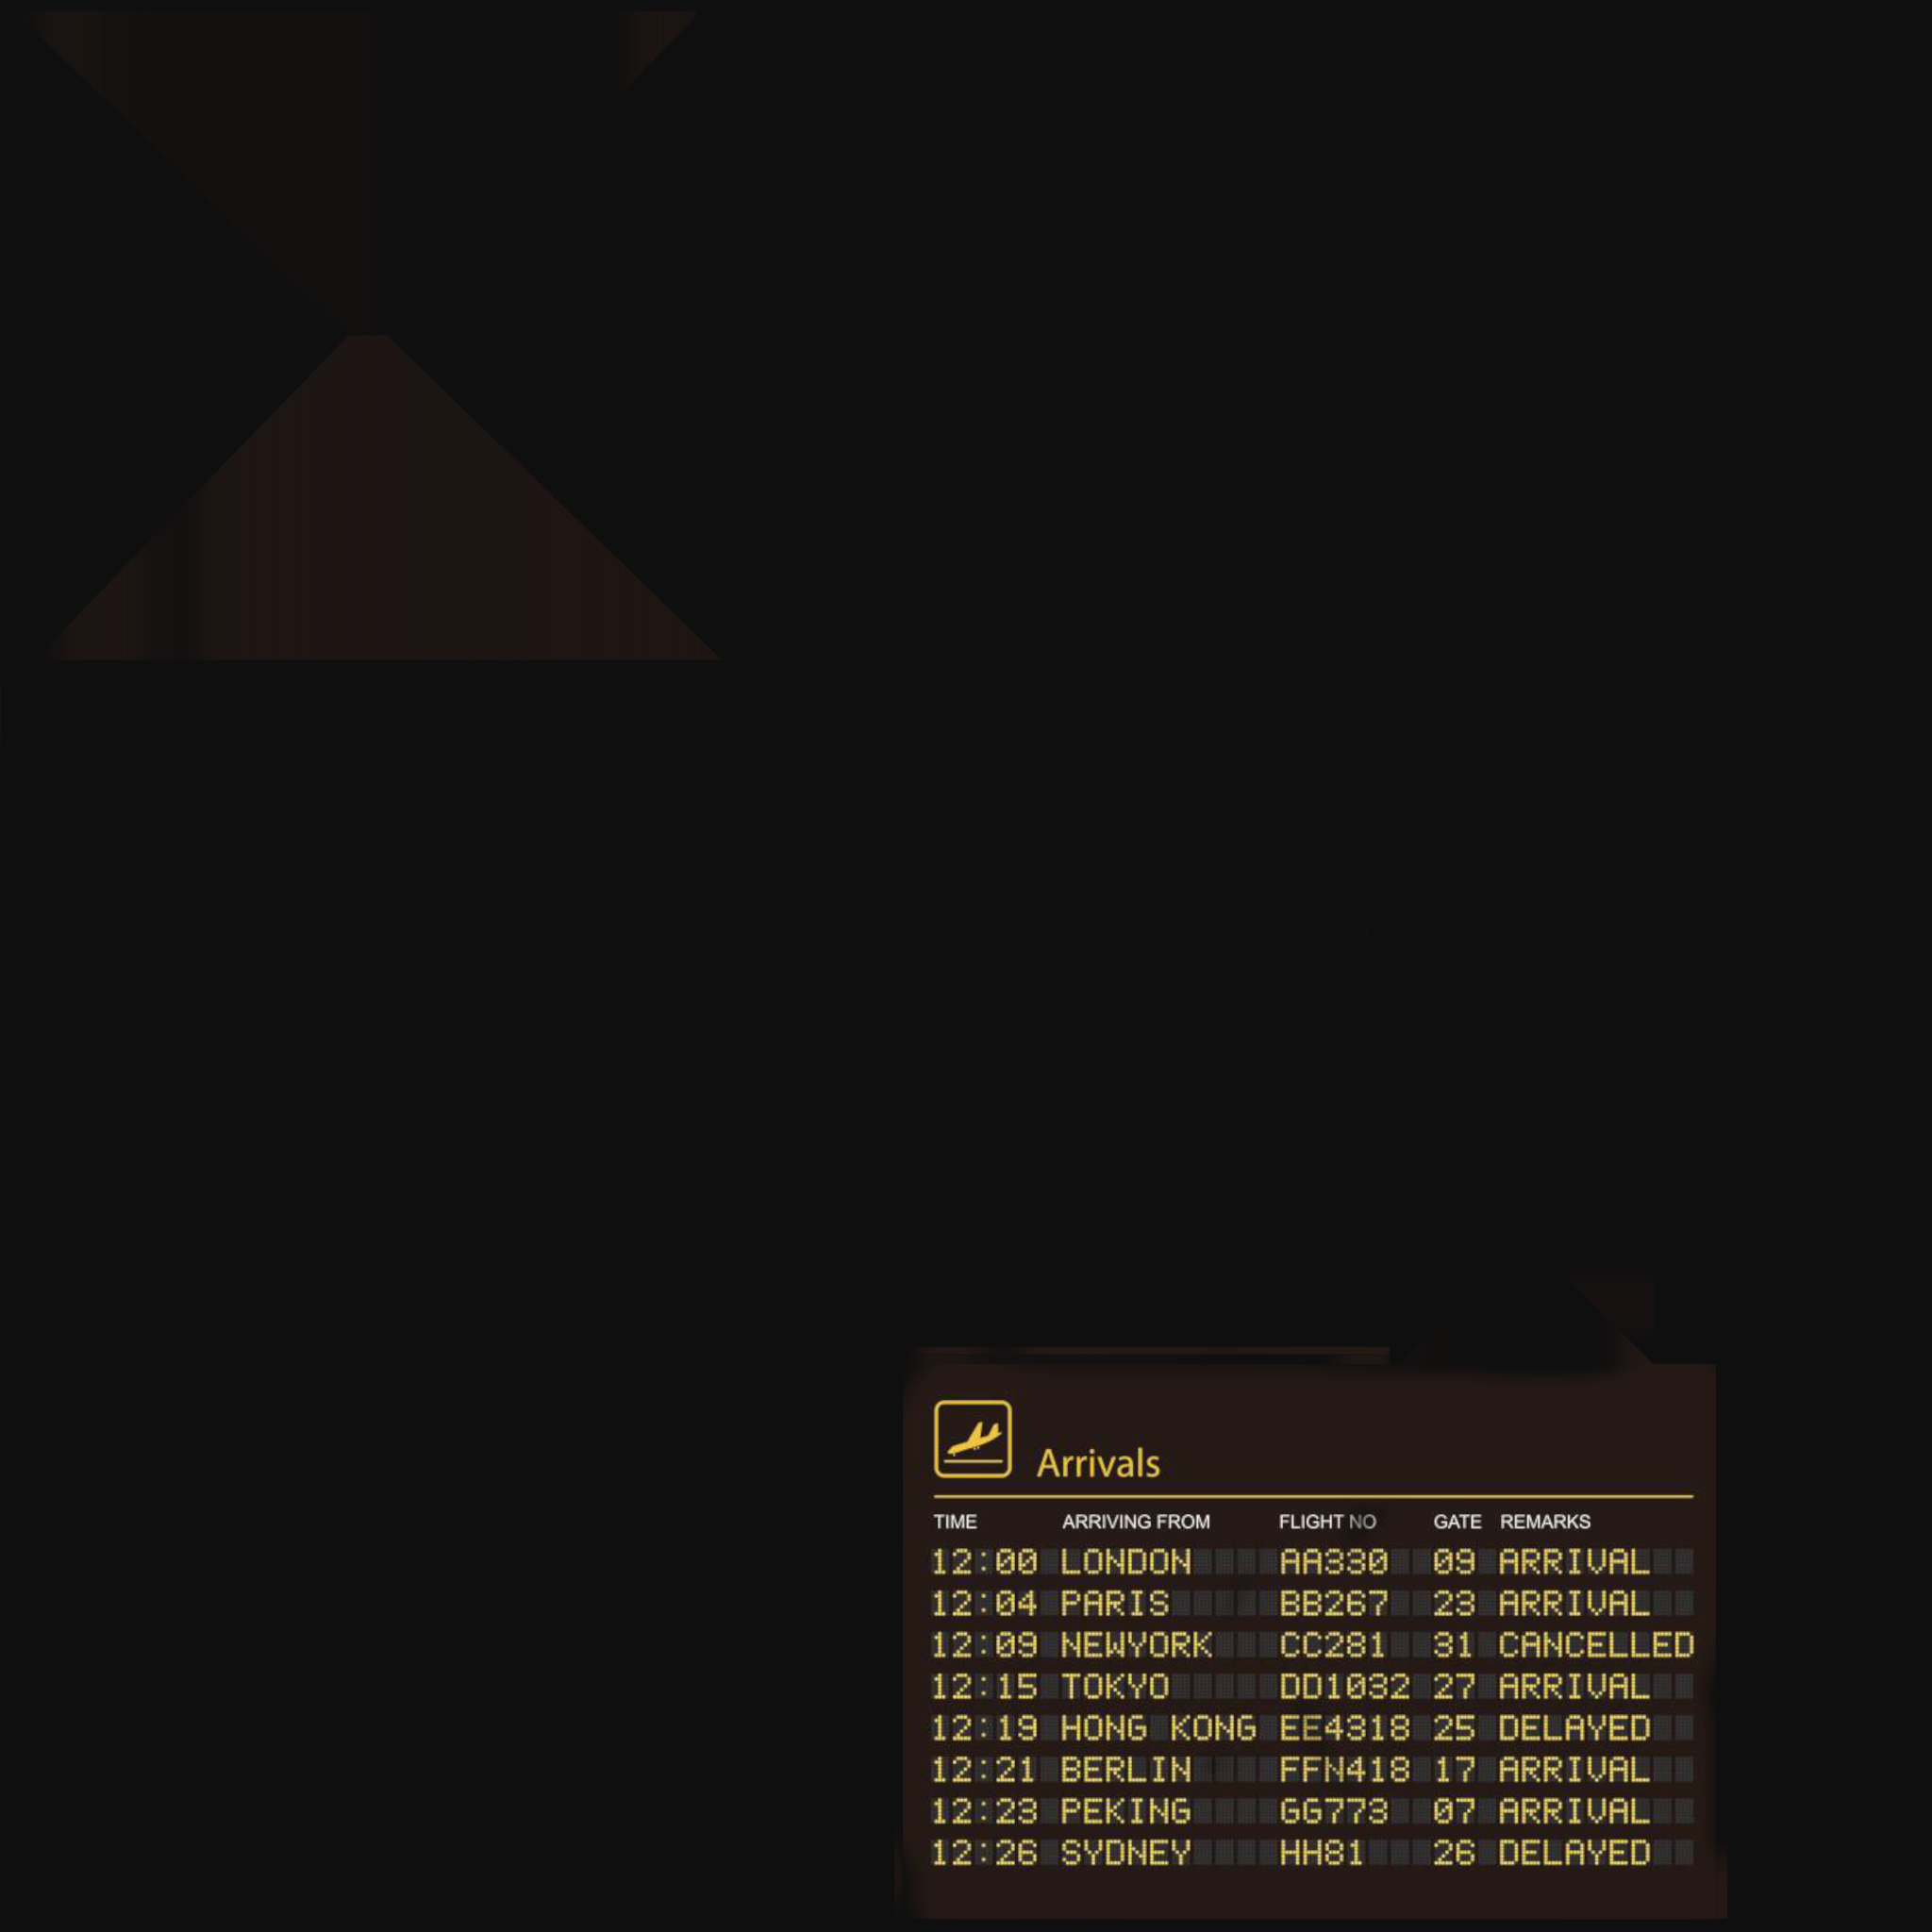 Arrivals
TIME ARRIVING FROM FLIGHT NO GATE REMARKS
12:00 LONDON AA330 09 ARRIVAL
12:04 PARIS BB267 23 ARRIVAL
12:09 NEWYORK CC281 31 CANCELLED
12:15 TOKYO DD1032 27 ARRIVAL
12:19 HONG KONG EE4318 25 DELAYED
12:21 BERLIN FFN418 17 ARRIVAL
12:23 PEKING GG773 07 ARRIVAL
12:26 SYDNEY HH81 26 DELAYED